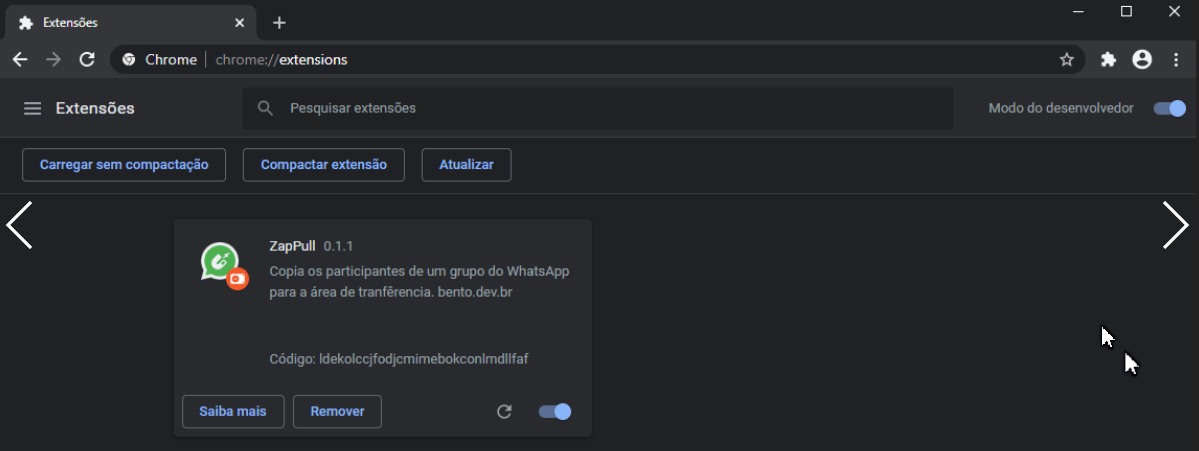 Extensões
Chrome chrome://extensions
Extensões
Pesquisar extensões
Modo do desenvolvedor
Carregar sem compactação
Compactar extensão
Atualizar
ZapPull 0.1.1
Copia os participantes de um grupo do WhatsApp
para a área de tranfêrencia. bento.dev.br
Código: ldekolccjfodjcmimebokconlmdllfaf
Saiba mais
Remover